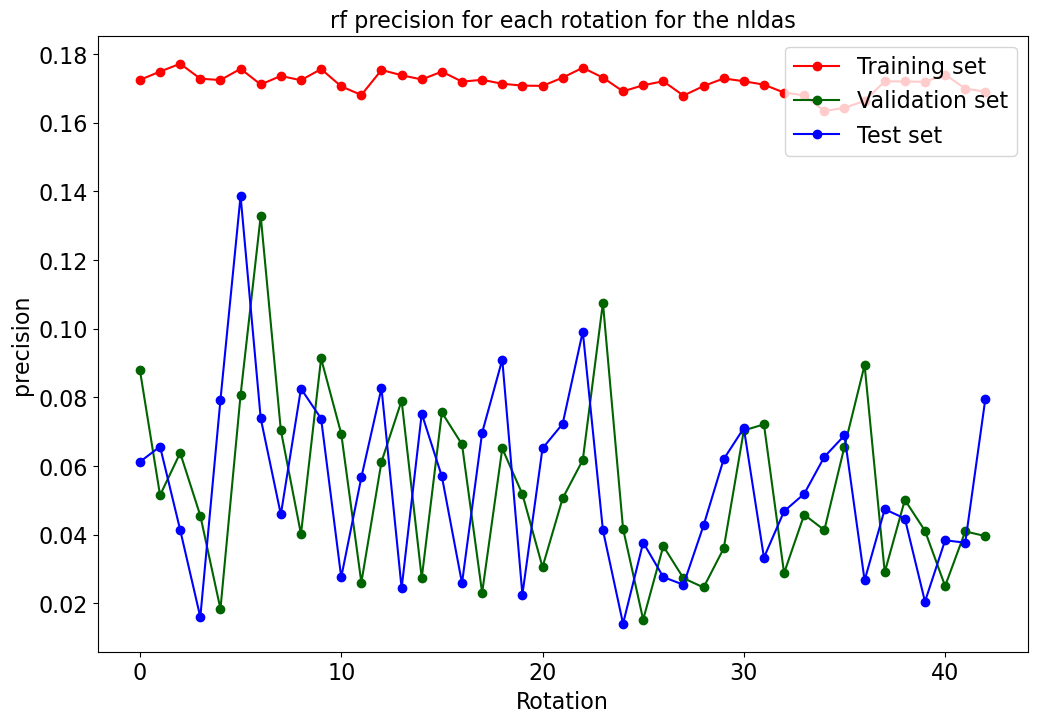 rf precision for each rotation for the nldas
0.18
0.16
0.14
0.12
0.10
0.08
0.06
0.04
0.02
precision
Training set
Validation set
Test set
0 10 20 30 40
Rotation